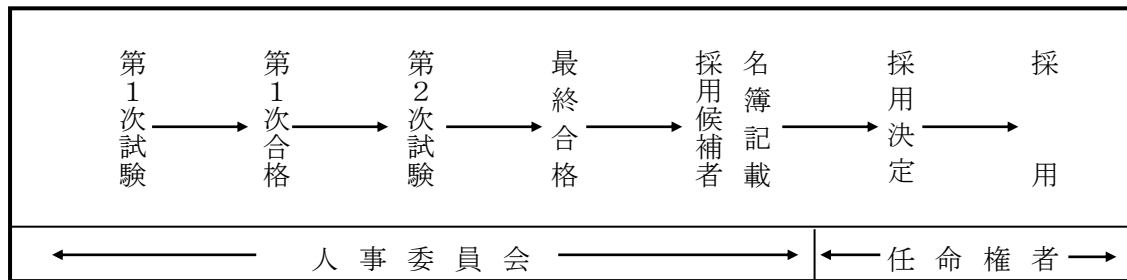 第１次試験
第１次合格
第２次試験
最終合格
採用候補者
名簿記載
採用決定
採用
人事委員会
任命権者